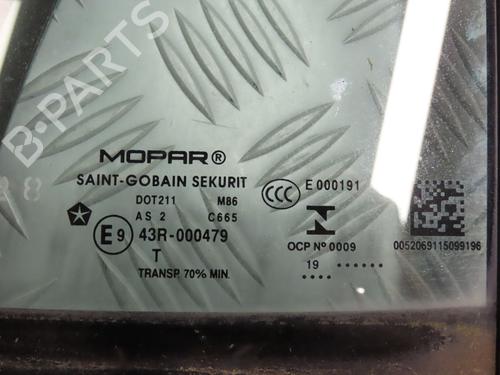 B-PARTS
MOPAR®
SAINT-GOBAIN SEKURIT
DOT211 M86
AS 2 C665
E9 43R-000479
T
TRANSP. 70% MIN.
CCC E 000191
OCP Nº 0009
19 ...... ......
0052069115099196